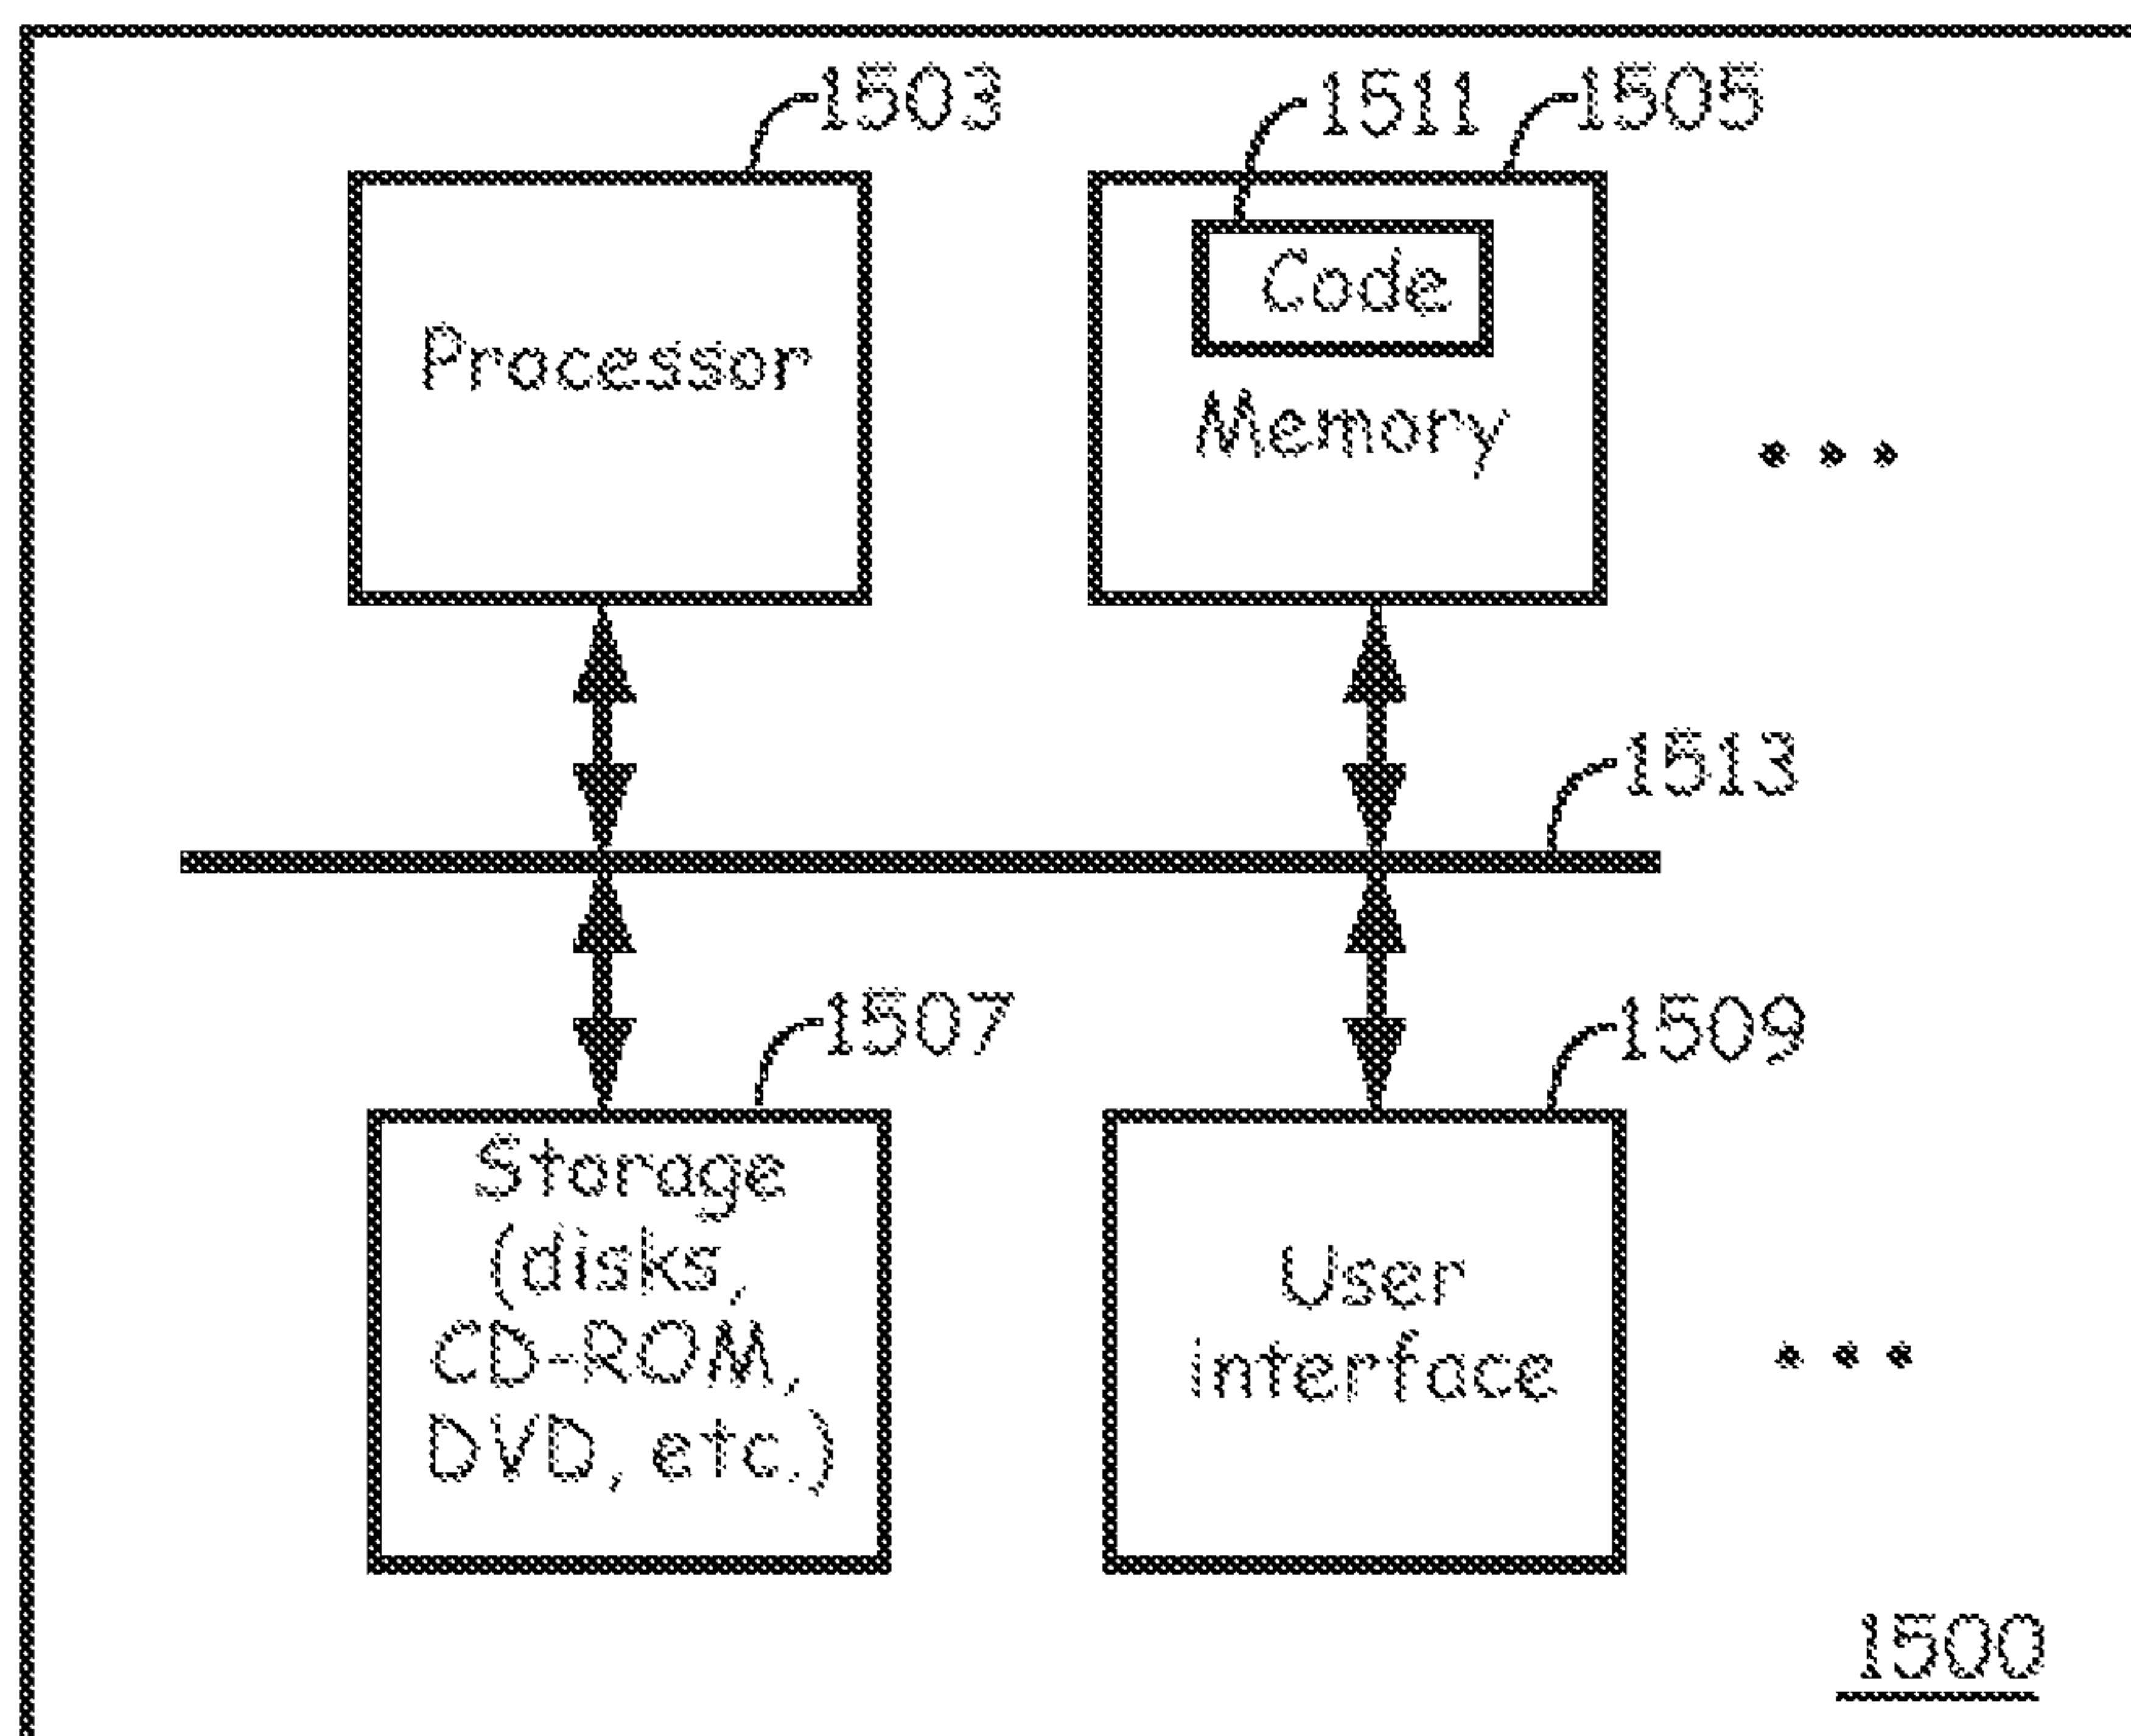 1503
1511
1505
Processor
Code
Memory
1513
1507
1509
Storage
(disks,
CD-ROM,
DVD, etc.)
User
interface
1500